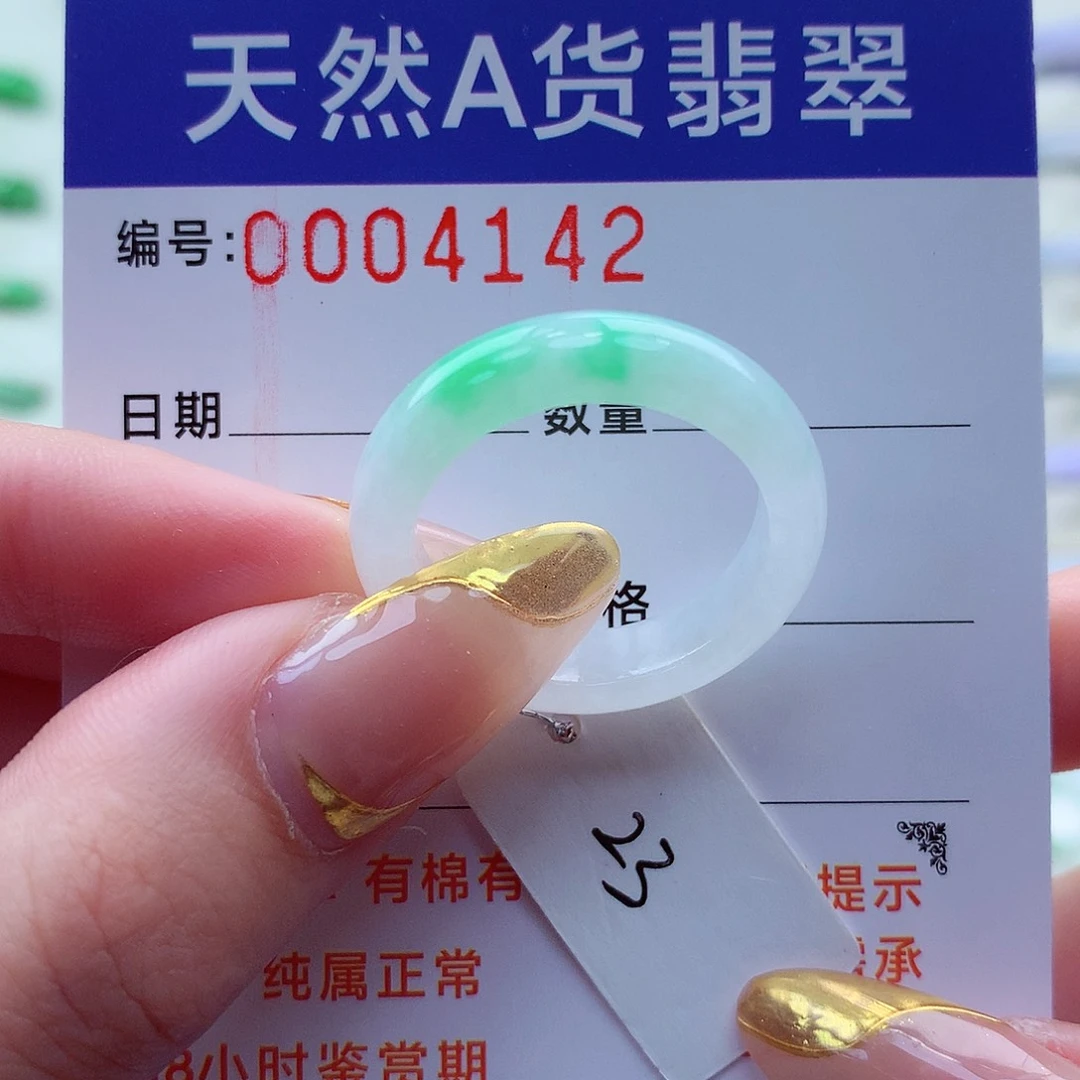 天然A货翡翠
编号:0004142
日期 数量
格
23
有棉有 提示
纯属正常 承
8小时鉴赏期